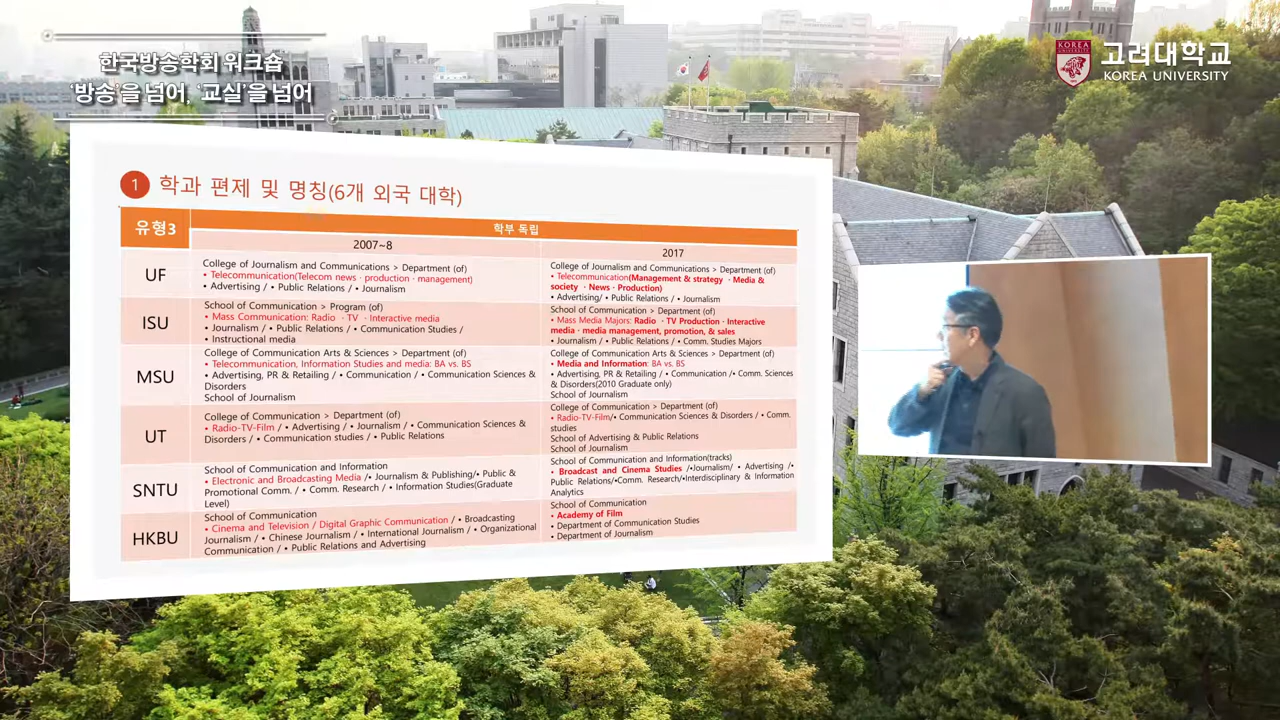 한국방송학회 워크숍
'방송'을 넘어, '교실'을 넘어
KOREA
UNIVERSITY
고려대학교
KOREA UNIVERSITY
1 학과 편제 및 명칭(6개 외국 대학)
유형3
학부 독립
2007~8
2017
UF
College of Journalism and Communications > Department (of)
• Telecommunication(Telecom news · production · management)
• Advertising / • Public Relations / • Journalism
College of Journalism and Communications > Department (of)
• Telecommunication(Management & strategy · Media &
society · News · Production)
• Advertising/ • Public Relations / • Journalism
ISU
School of Communication > Program (of)
• Mass Communication: Radio · TV · Interactive media
• Journalism / • Public Relations / • Communication Studies /
• Instructional media
School of Communication > Department (of)
• Mass Media Majors: Radio · TV Production · Interactive
media · media management, promotion, & sales
• Journalism / • Public Relations / • Comm. Studies Majors
MSU
College of Communication Arts & Sciences > Department (of)
• Telecommunication, Information Studies and media: BA vs. BS
• Advertising, PR & Retailing / • Communication / • Communication Sciences &
Disorders
School of Journalism
College of Communication Arts & Sciences > Department (of)
• Media and Information: BA vs. BS
• Advertising, PR & Retailing / • Communication /• Comm. Sciences
& Disorders(2010 Graduate only)
School of Journalism
UT
College of Communication > Department (of)
• Radio-TV-Film / • Advertising / • Journalism / • Communication Sciences &
Disorders / • Communication studies / • Public Relations
College of Communication > Department (of)
• Radio-TV-Film/• Communication Sciences & Disorders / • Comm.
studies
School of Advertising & Public Relations
School of Journalism
SNTU
School of Communication and Information
• Electronic and Broadcasting Media /• Journalism & Publishing/• Public &
Promotional Comm. / • Comm. Research / • Information Studies(Graduate
Level)
School of Communication and Information(tracks)
• Broadcast and Cinema Studies /•Journalism/ • Advertising /•
Public Relations/•Comm. Research/•Interdisciplinary & Information
Analytics
HKBU
School of Communication
• Cinema and Television / Digital Graphic Communication / • Broadcasting
Journalism / • Chinese Journalism / • International Journalism / • Organizational
Communication / • Public Relations and Advertising
School of Communication
• Academy of Film
• Department of Communication Studies
• Department of Journalism